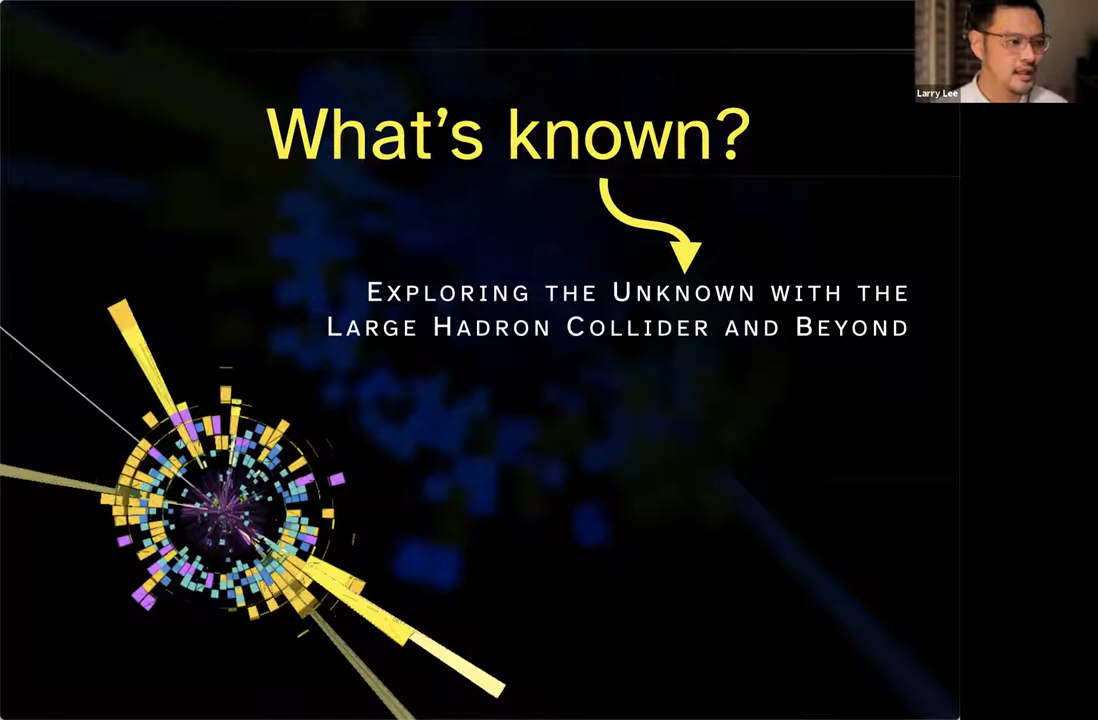 What's known?
Exploring the Unknown with the
Large Hadron Collider and Beyond
Larry Lee